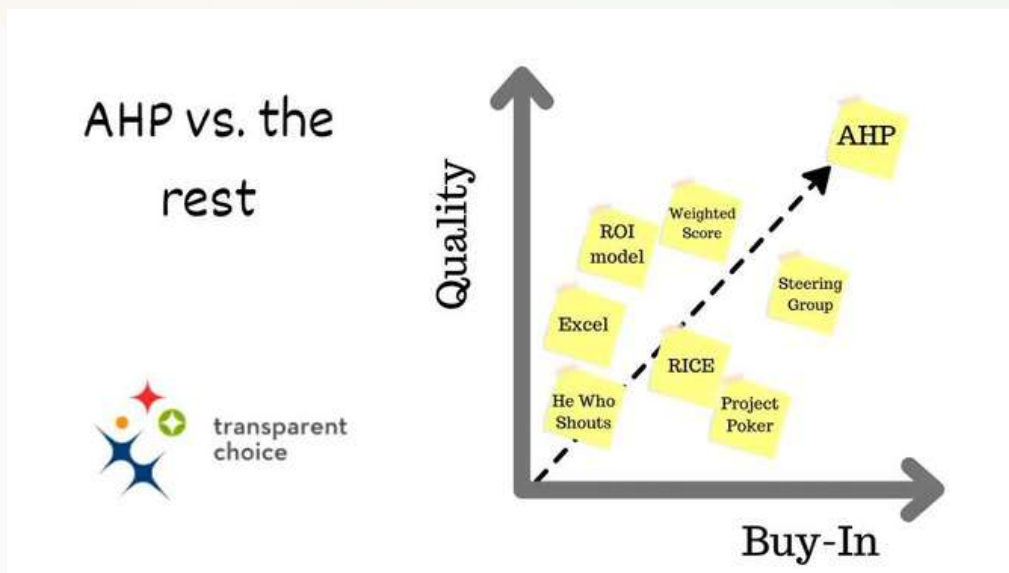 AHP vs. the
rest
transparent
choice
Quality
AHP
Weighted
Score
ROI
model
Steering
Group
Excel
RICE
He Who
Shouts
Project
Poker
Buy-In